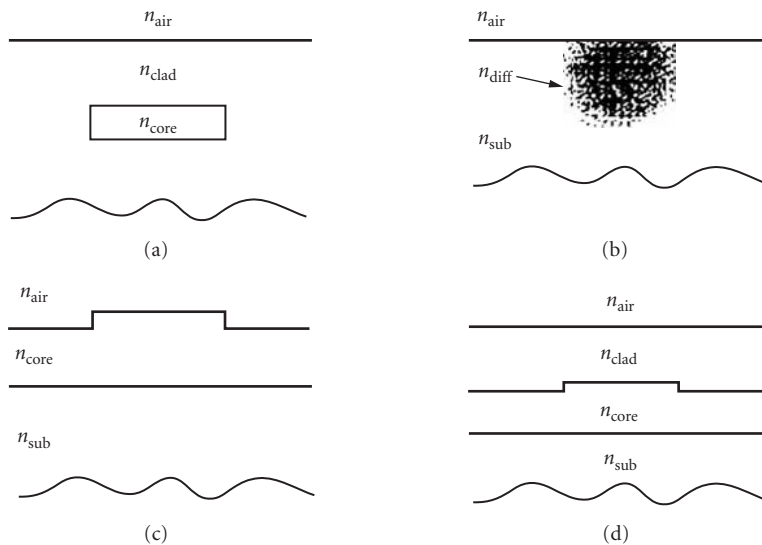 n_air
n_clad
n_core
(a)
n_air
n_diff
n_sub
(b)
n_air
n_core
n_sub
(c)
n_air
n_clad
n_core
n_sub
(d)